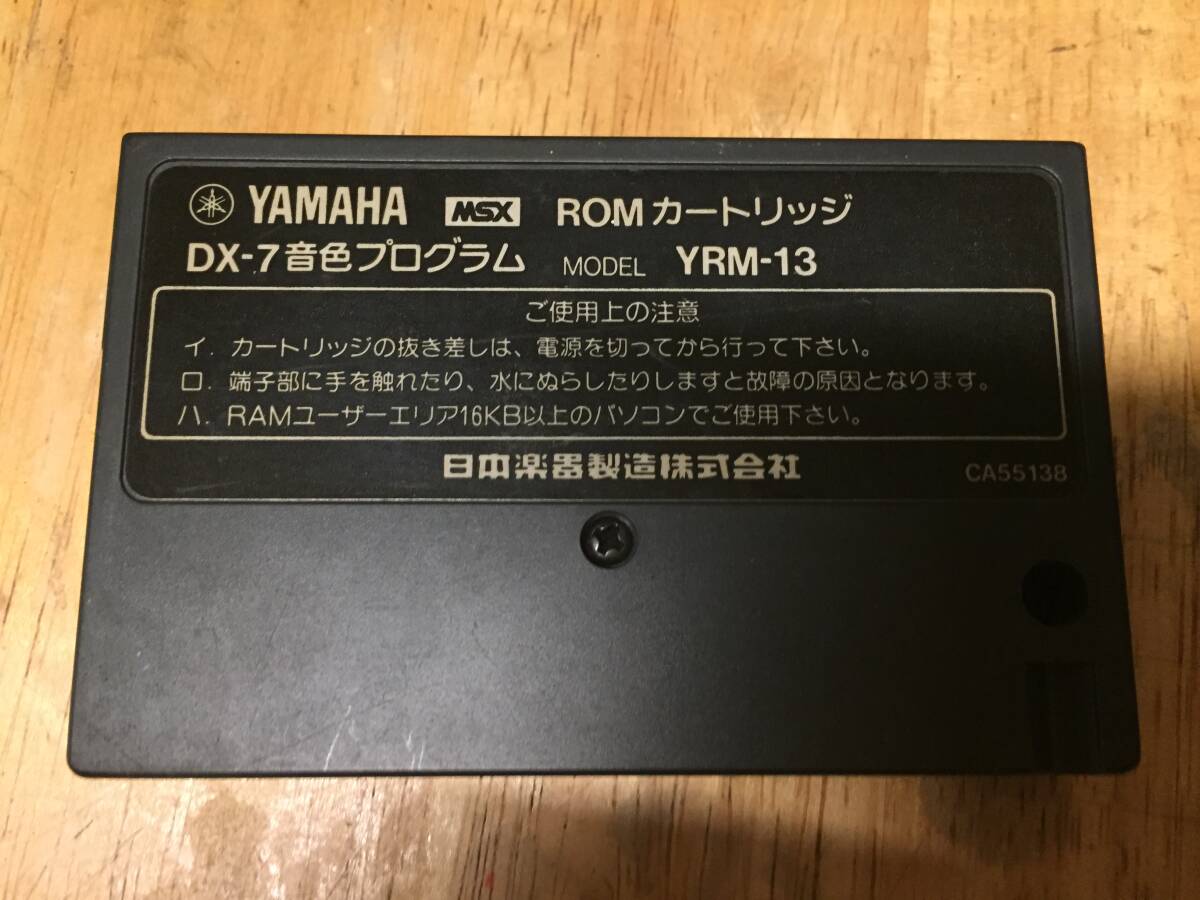 YAMAHA MSX ROMカートリッジ
DX-7音色プログラム MODEL YRM-13
ご使用上の注意
イ. カートリッジの抜き差しは、電源を切ってから行って下さい。
ロ. 端子部に手を触れたり、水にぬらしたりしますと故障の原因となります。
ハ. RAMユーザーエリア16KB以上のパソコンでご使用下さい。
日本楽器製造株式会社 CA55138